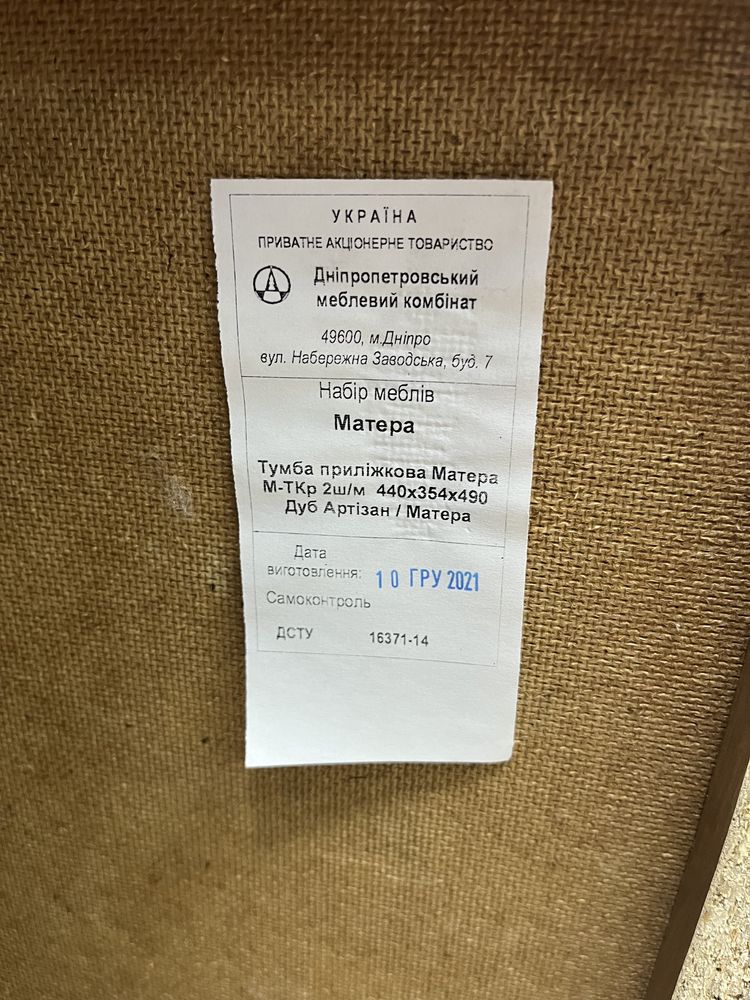 УКРАЇНА
ПРИВАТНЕ АКЦІОНЕРНЕ ТОВАРИСТВО
Дніпропетровський
меблевий комбінат
49600, м.Дніпро
вул. Набережна Заводська, буд. 7
Набір меблів
Матера
Тумба приліжкова Матера
М-ТКр 2ш/м 440х354х490
Дуб Артізан / Матера
Дата
виготовлення: 10 ГРУ 2021
Самоконтроль
ДСТУ 16371-14